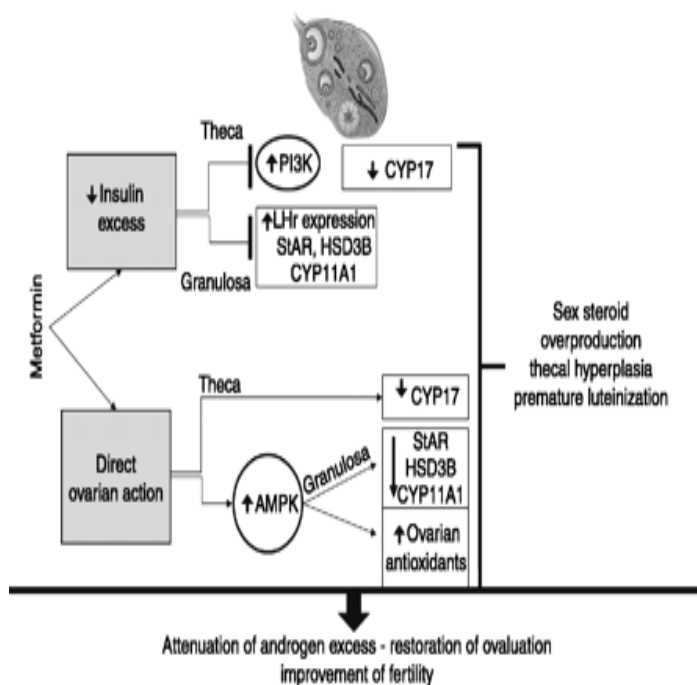 Theca
↑PI3K
↓ CYP17
↓ Insulin
excess
↑LHr expression
StAR, HSD3B
CYP11A1
Granulosa
Metformin
Sex steroid
overproduction
thecal hyperplasia
premature luteinization
Theca
↓ CYP17
Direct
ovarian action
↑AMPK
Granulosa
↓
StAR
HSD3B
CYP11A1
↑Ovarian
antioxidants
Attenuation of androgen excess - restoration of ovaluation
improvement of fertility